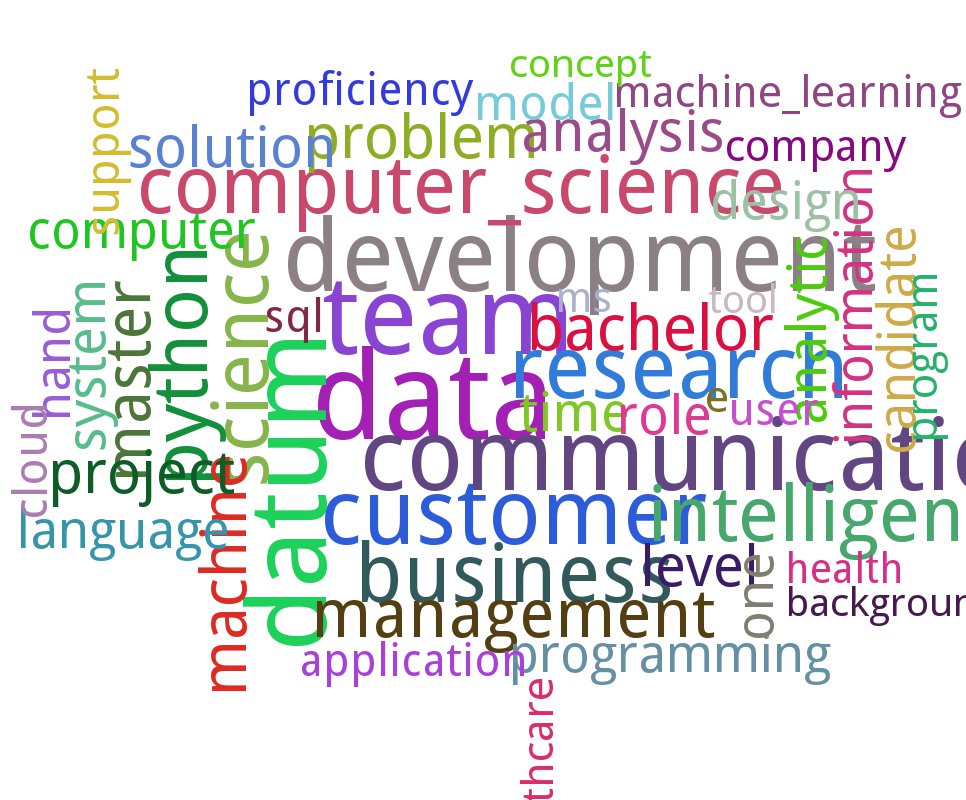 concept
support
proficiency
model
machine_learning
solution
problem
analysis
company
computer_science
design
information
computer
development
science
python
analytic
candidate
hand
system
master
sql
team
ms
tool
bachelor
program
research
datum
data
time
role
e
user
cloud
project
communicatio
language
machine
customer
intelligen
business
level
one
health
backgroun
management
application
programming
thcare